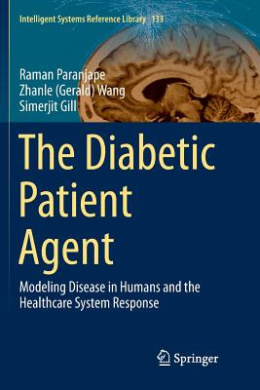 Intelligent Systems Reference Library 133
Raman Paranjape
Zhanle (Gerald) Wang
Simerjit Gill
The Diabetic
Patient
Agent
Modeling Disease in Humans and the
Healthcare System Response
Springer